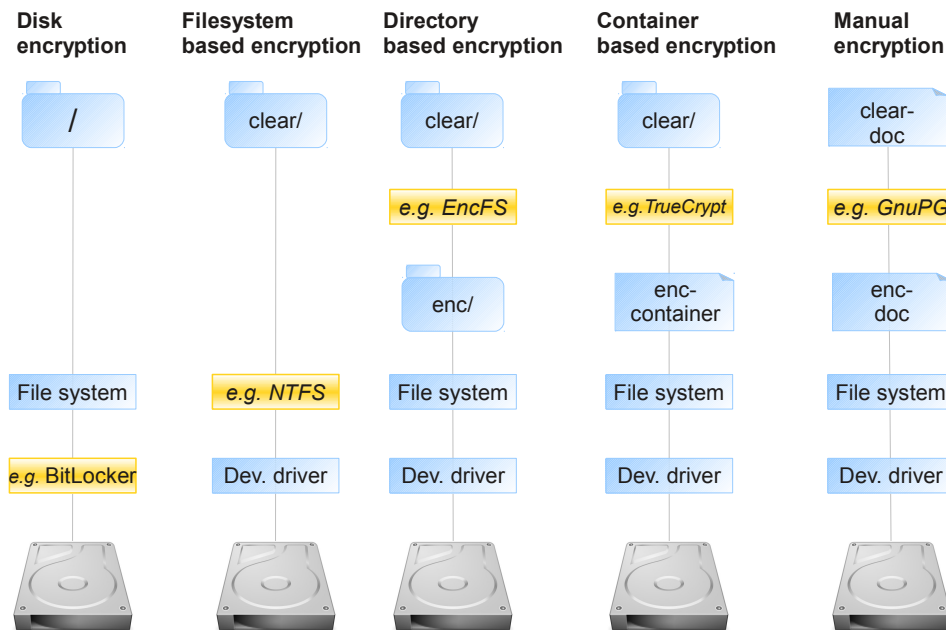 Disk
encryption
Filesystem
based encryption
Directory
based encryption
Container
based encryption
Manual
encryption
/
clear/
clear/
clear/
clear-
doc
e.g. EncFS
e.g.TrueCrypt
e.g. GnuPG
enc/
enc-
container
enc-
doc
File system
e.g. NTFS
File system
File system
File system
e.g. BitLocker
Dev. driver
Dev. driver
Dev. driver
Dev. driver